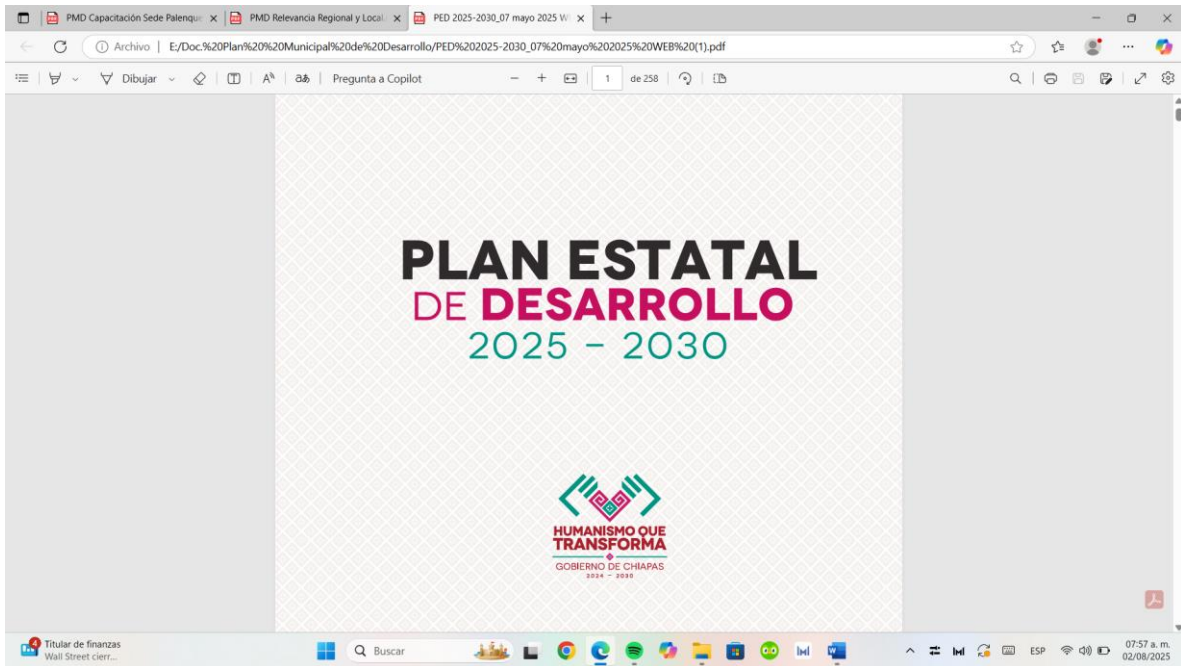 PMD Capacitación Sede Palenqu
PMD Relevancia Regional y Local.
PED 2025-2030_07 mayo 2025 W
Archivo
E:/Doc.%20Plan%20%20Municipal%20de%20Desarrollo/PED%202025-2030_07%20mayo%202025%20WEB%20(1).pdf
Dibujar
Pregunta a Copilot
1 de 258
PLAN ESTATAL
DE DESARROLLO
2025 - 2030
HUMANISMO QUE
TRANSFORMA
GOBIERNO DE CHIAPAS
2024 - 2030
4
Titular de finanzas
Wall Street cierr...
Buscar
ESP
07:57 a. m.
02/08/2025